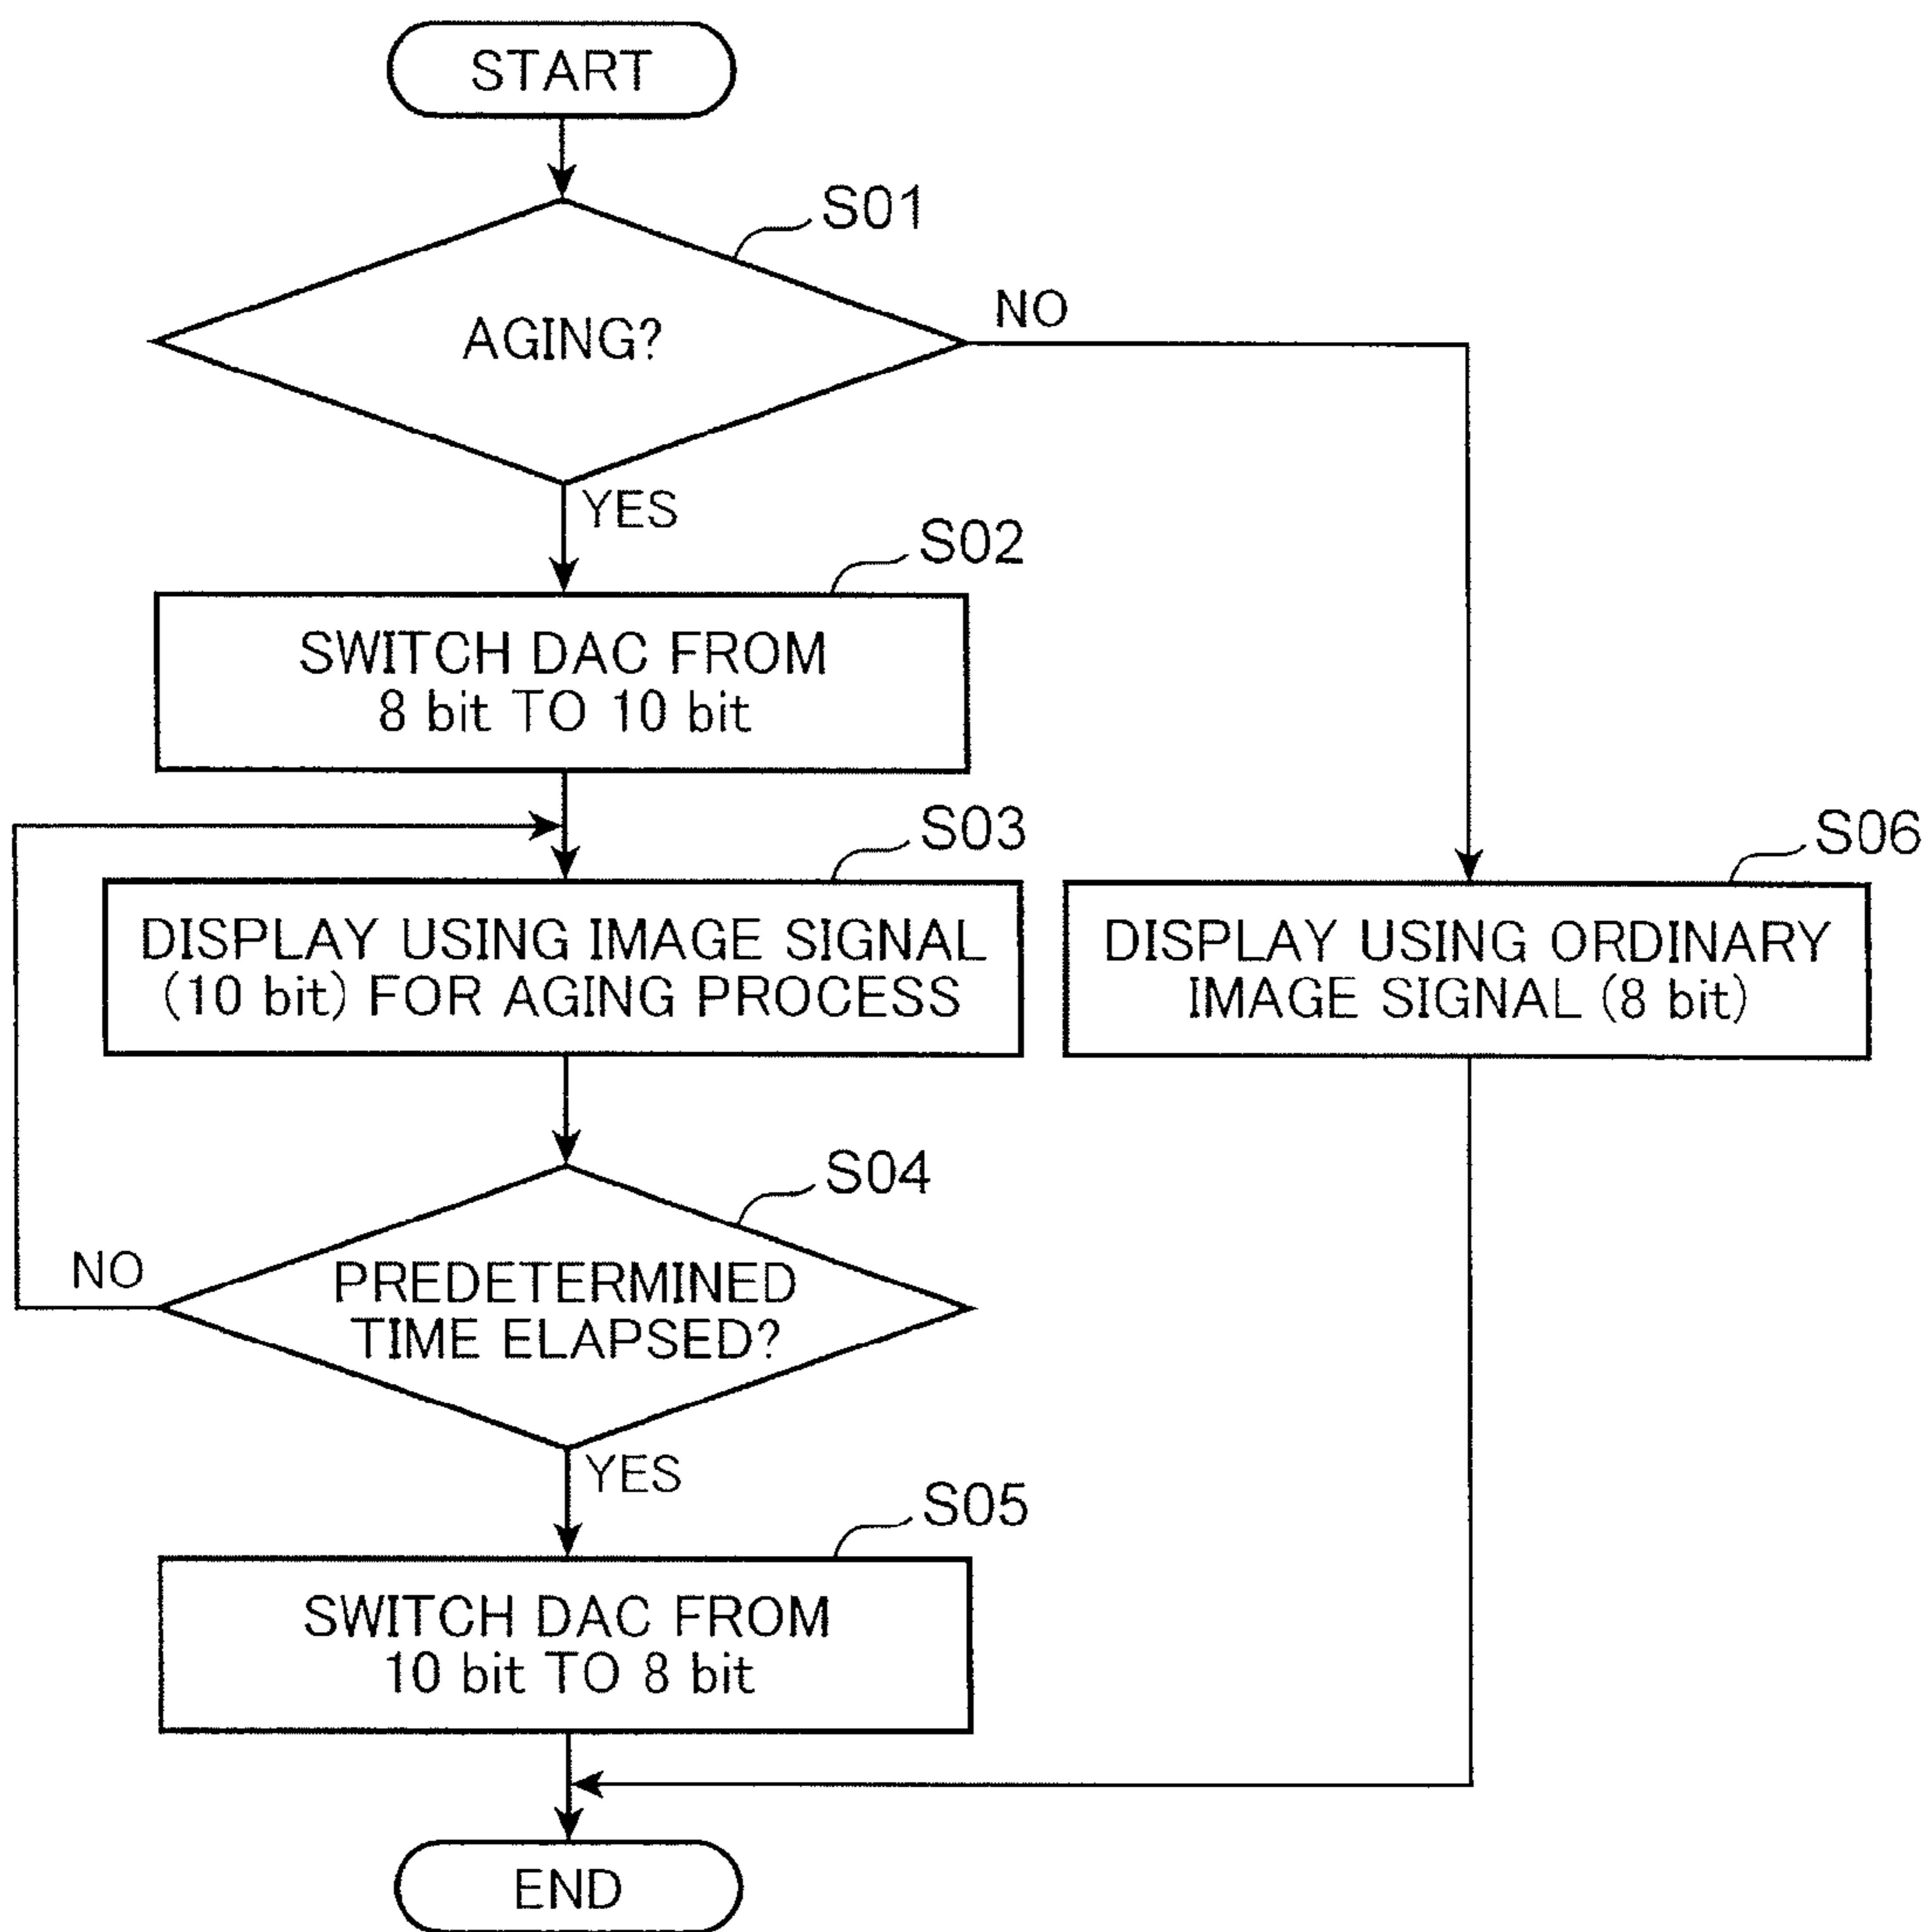 START
S01
AGING?
NO
YES
S02
SWITCH DAC FROM
8 bit TO 10 bit
S03
DISPLAY USING IMAGE SIGNAL
(10 bit) FOR AGING PROCESS
S06
DISPLAY USING ORDINARY
IMAGE SIGNAL (8 bit)
S04
PREDETERMINED
TIME ELAPSED?
NO
YES
S05
SWITCH DAC FROM
10 bit TO 8 bit
END